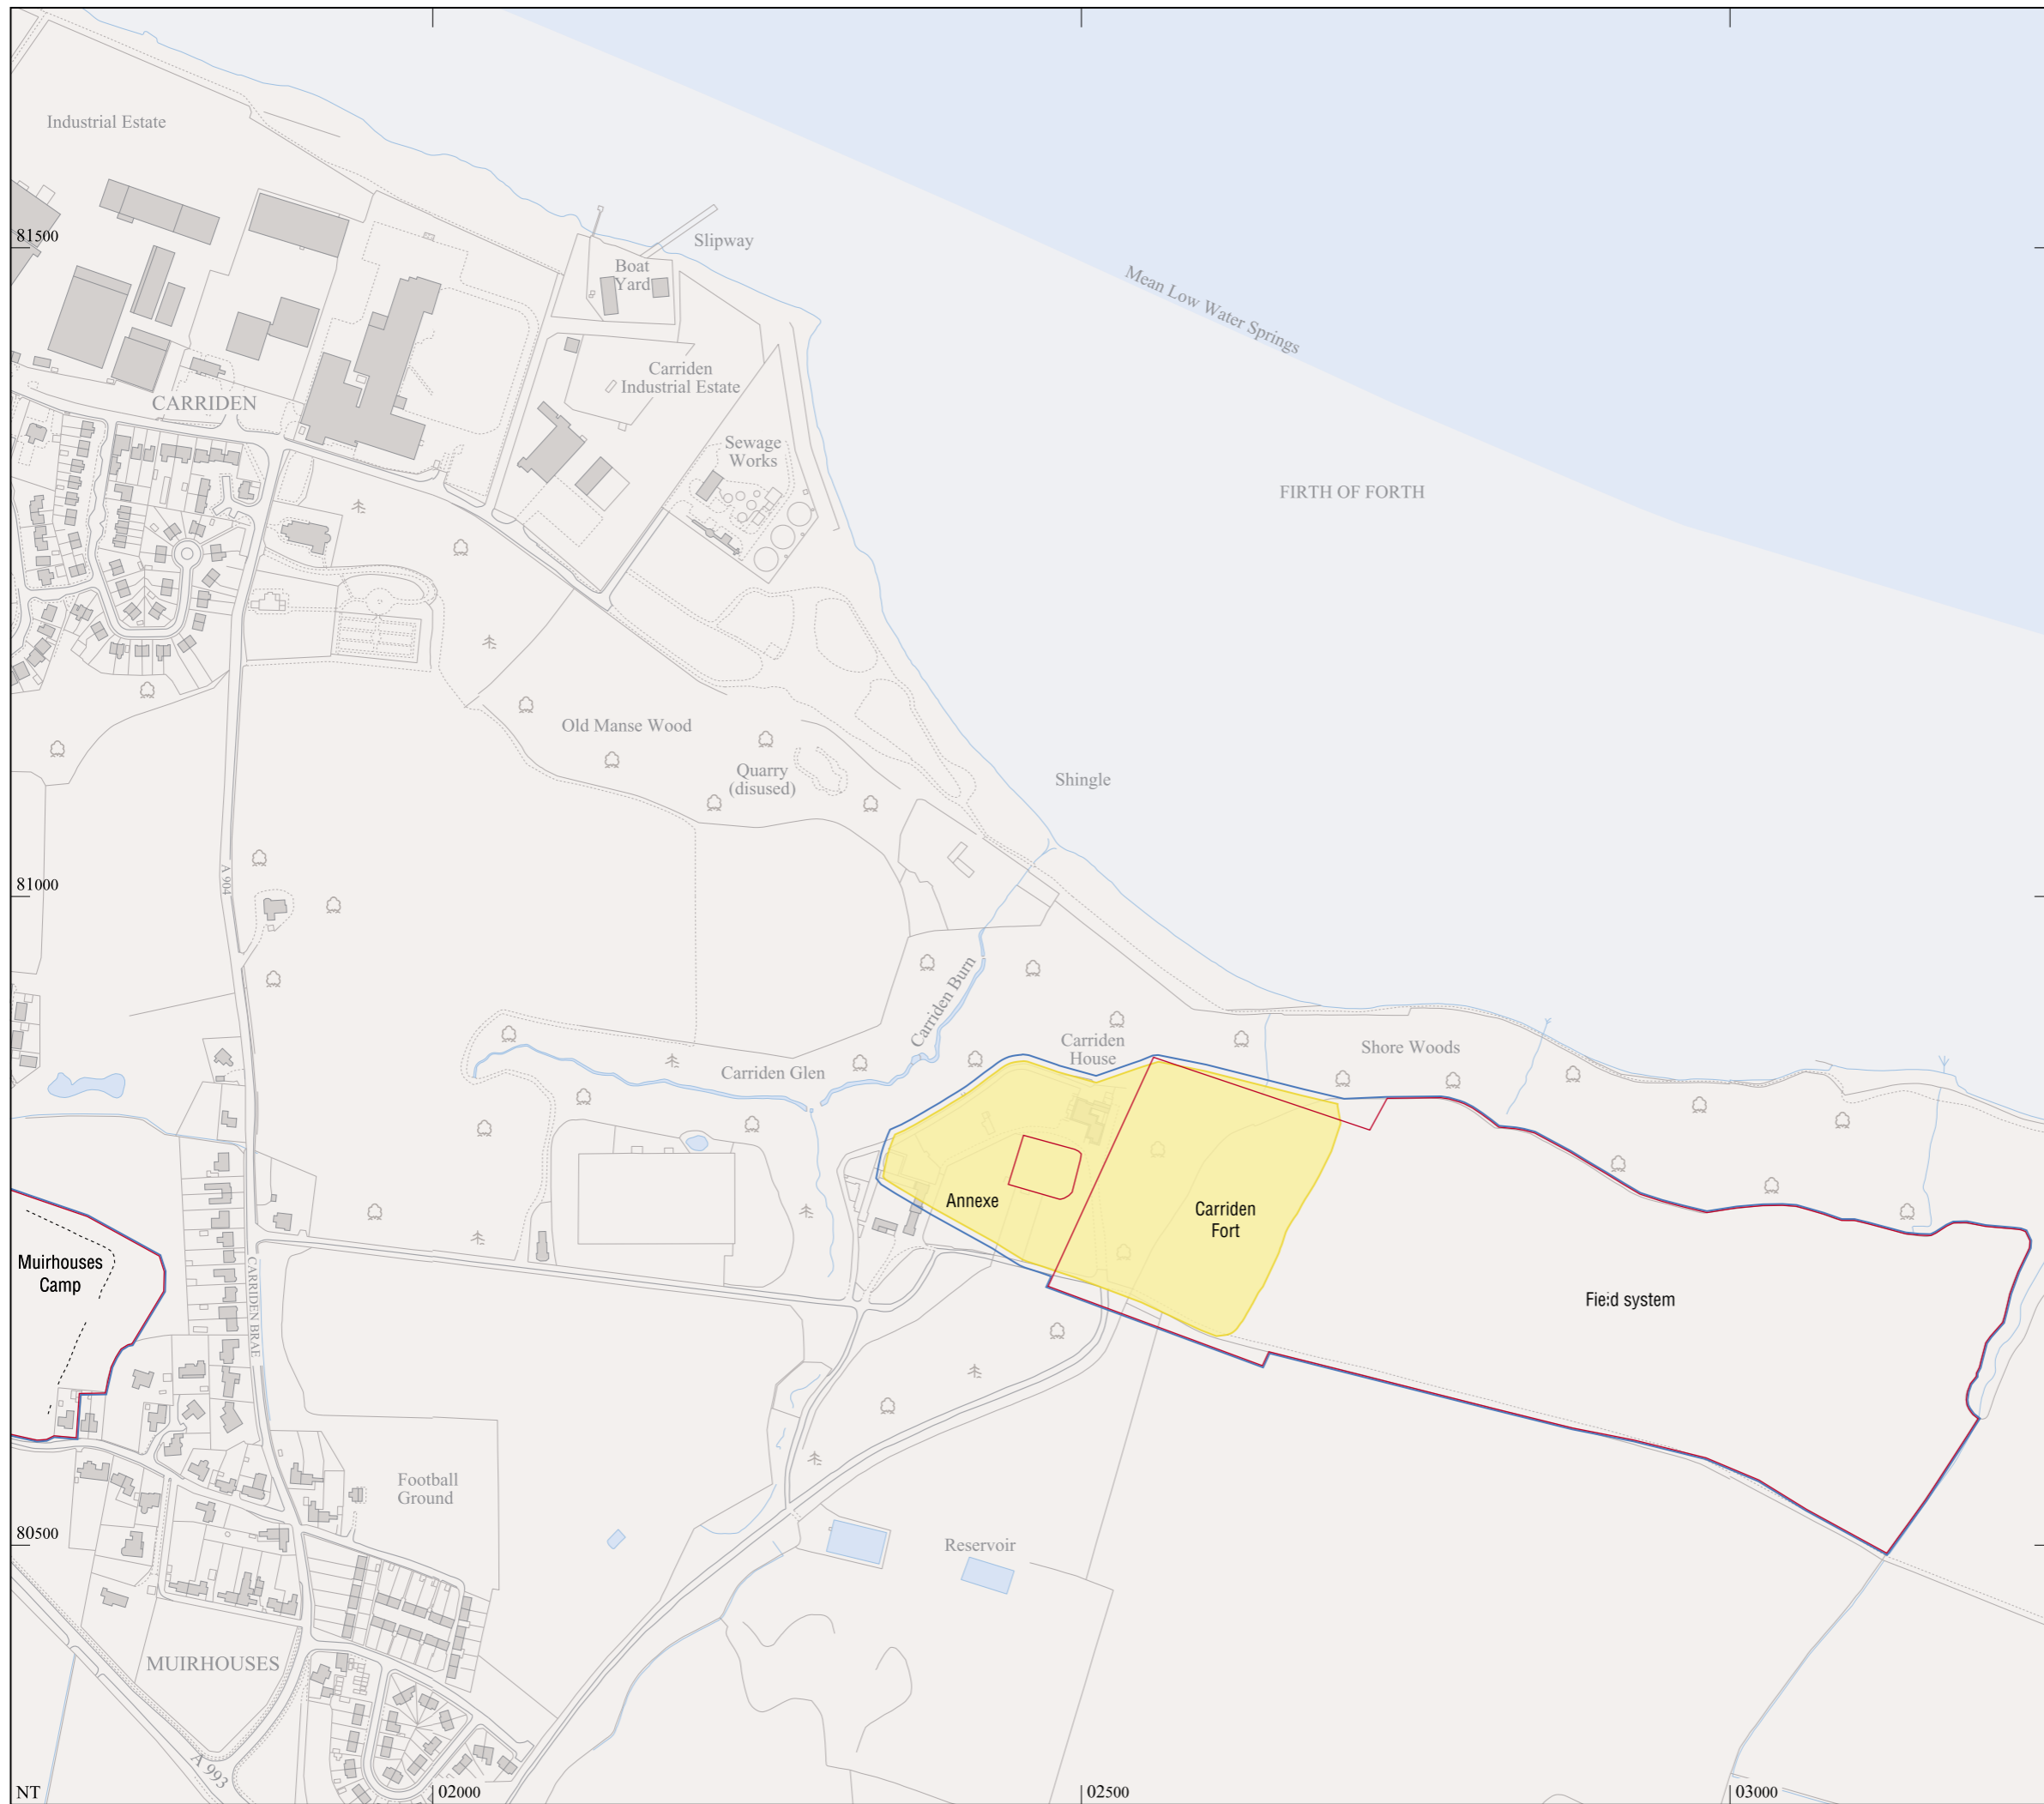 Industrial Estate
81500
Slipway
Boat
Yard
Mean Low Water Springs
Carriden
Industrial Estate
CARRIDEN
Sewage
Works
FIRTH OF FORTH
Old Manse Wood
Quarry
(disused)
Shingle
A 904
81000
Carriden Burn
Carriden
House
Shore Woods
Carriden Glen
Annexe
Carriden
Fort
Muirhouses
Camp
CARRIDEN BRAE
Field system
Football
Ground
80500
Reservoir
MUIRHOUSES
A 993
NT
02000
02500
03000